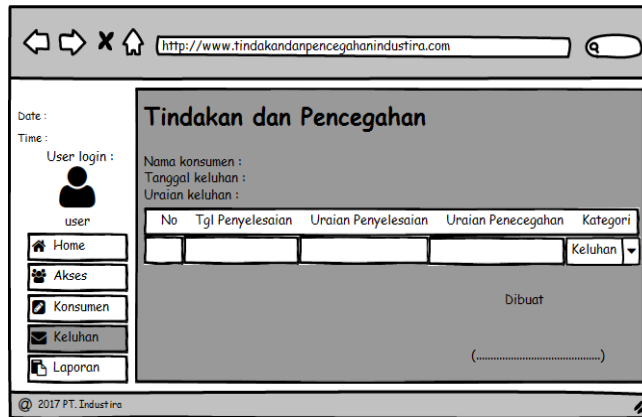 http://www.tindakandanpencegahanindustira.com
Date :
Time :
User login :
user
Home
Akses
Konsumen
Keluhan
Laporan
Tindakan dan Pencegahan
Nama konsumen :
Tanggal keluhan :
Uraian keluhan :
No Tgl Penyelesaian Uraian Penyelesaian Uraian Penecegahan Kategori
Keluhan
Dibuat
(...........................................)
@ 2017 PT. Industira